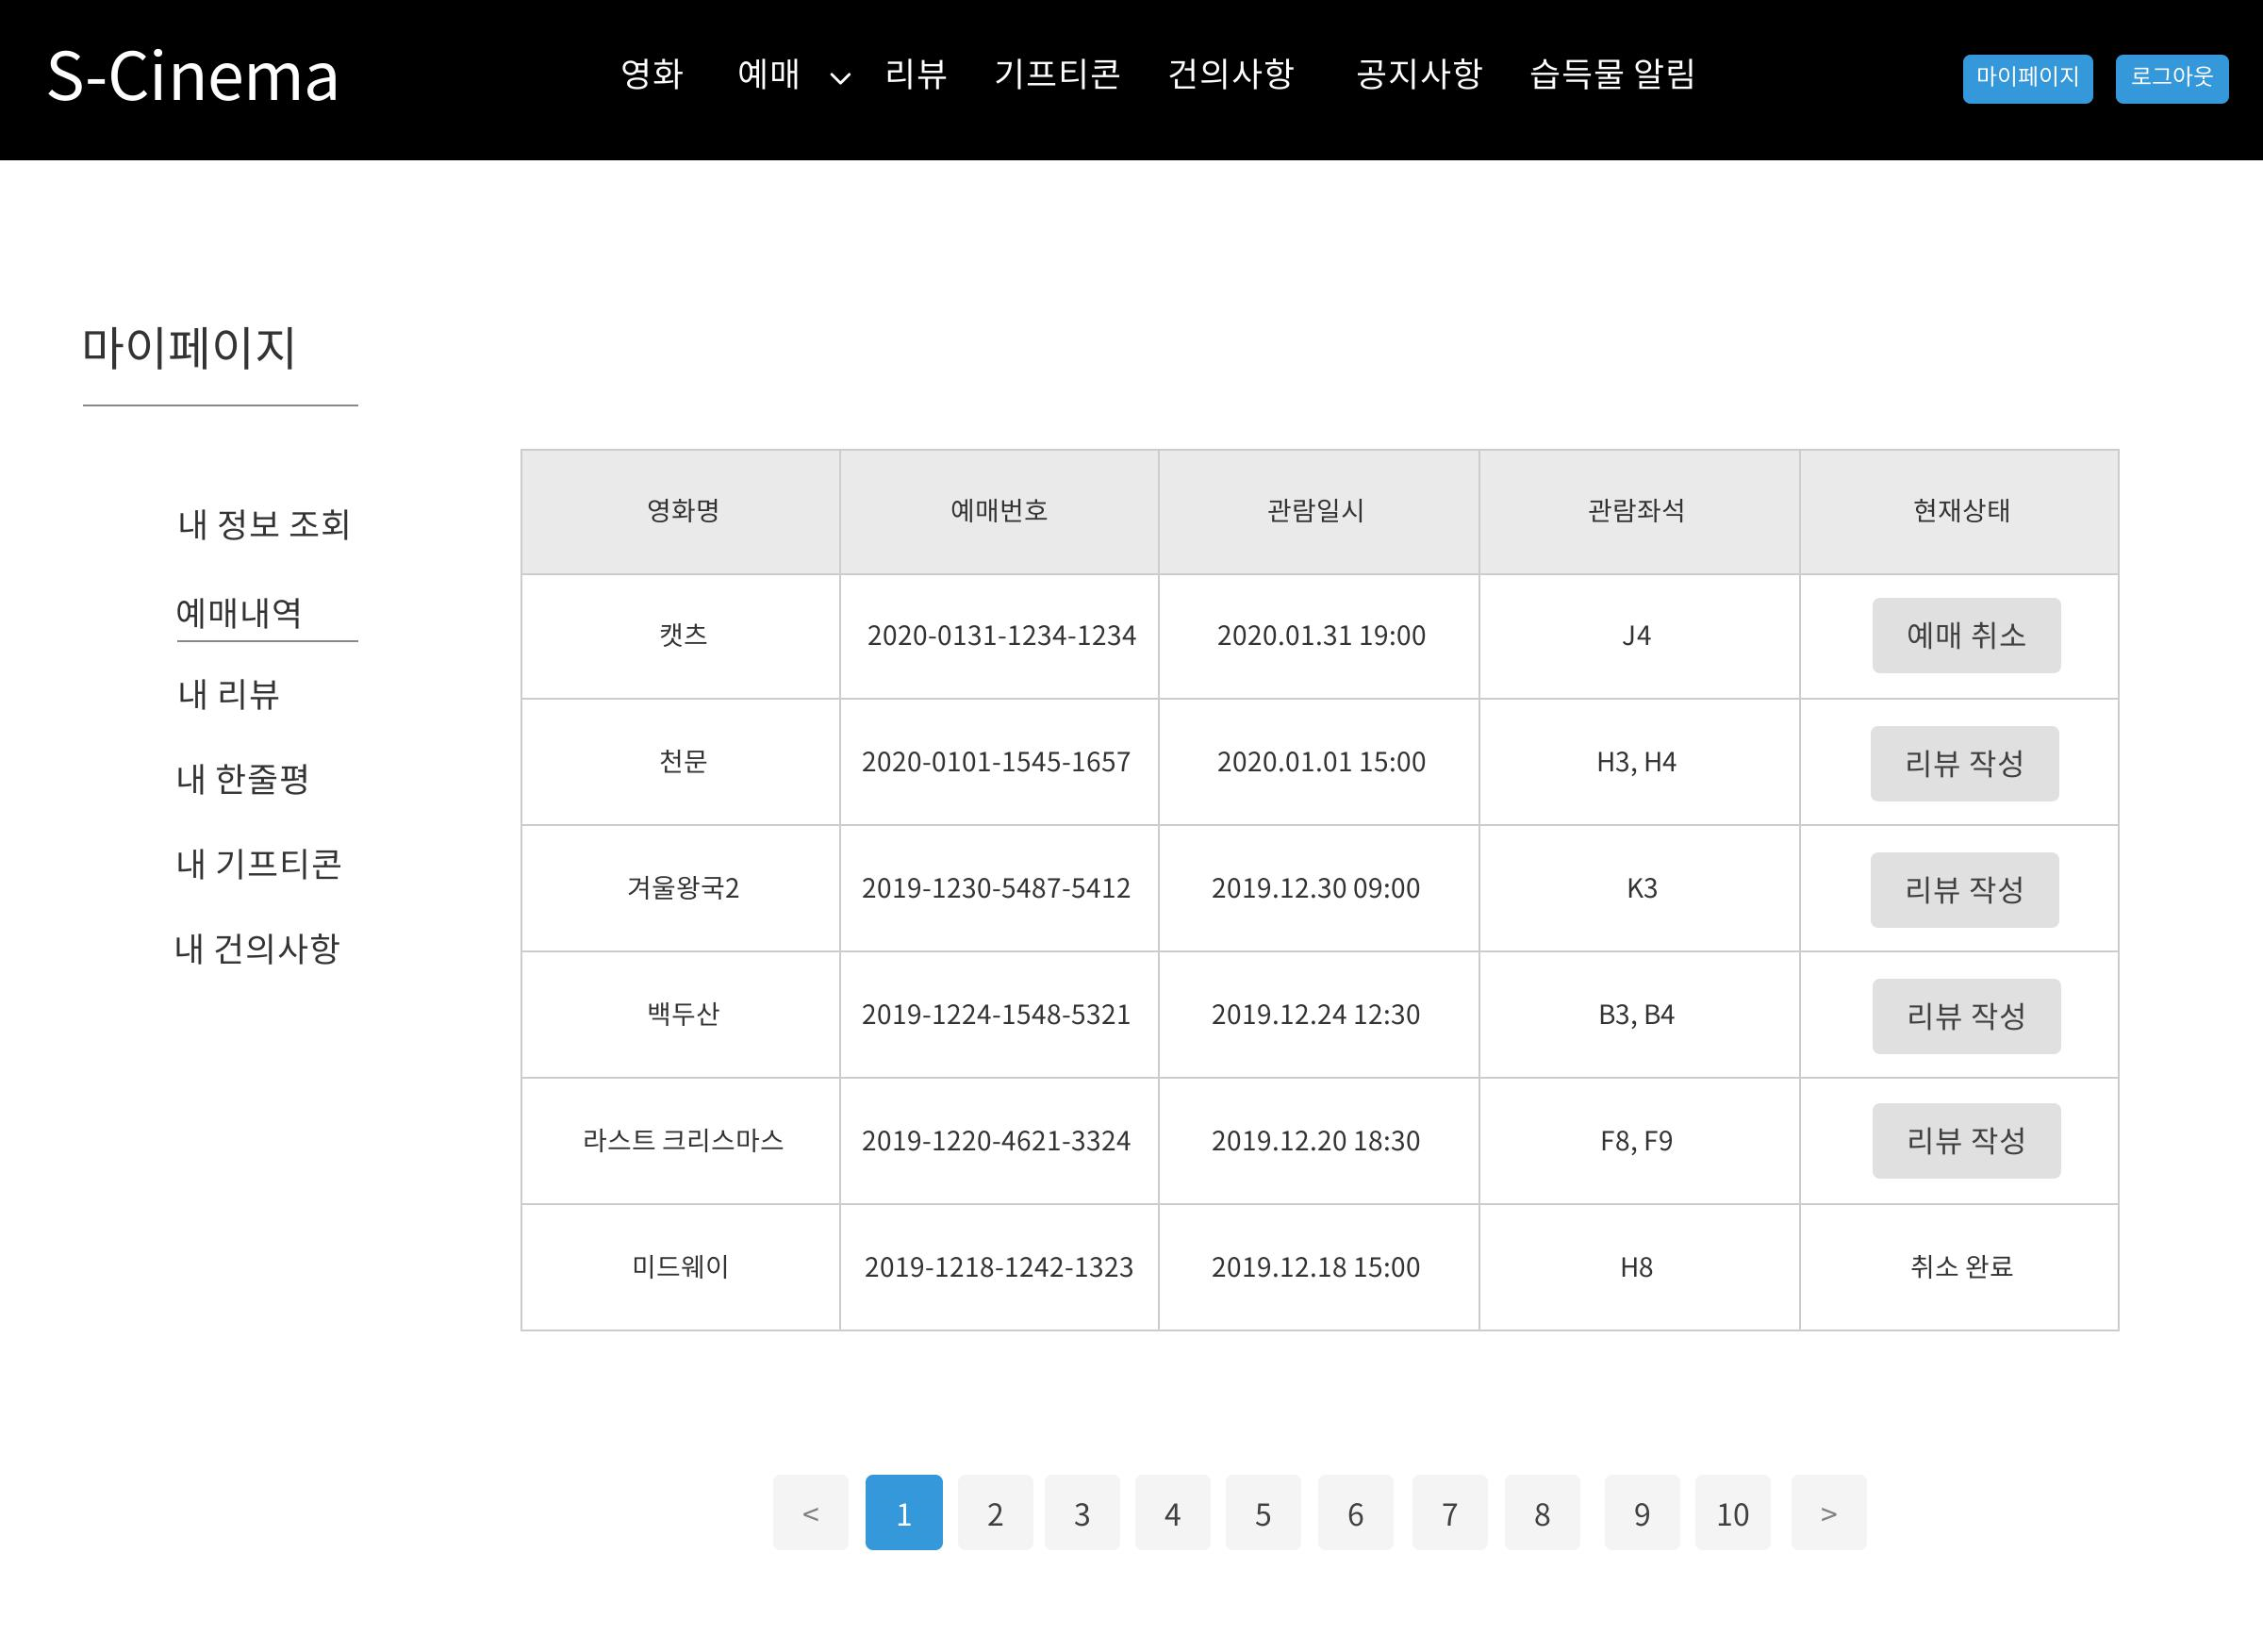 S-Cinema 영화 예매 리뷰 기프티콘 건의사항 공지사항 습득물 알림 마이페이지 로그아웃
마이페이지
내 정보 조회
예매내역
내 리뷰
내 한줄평
내 기프티콘
내 건의사항
영화명 예매번호 관람일시 관람좌석 현재상태
캣츠 2020-0131-1234-1234 2020.01.31 19:00 J4 예매 취소
천문 2020-0101-1545-1657 2020.01.01 15:00 H3, H4 리뷰 작성
겨울왕국2 2019-1230-5487-5412 2019.12.30 09:00 K3 리뷰 작성
백두산 2019-1224-1548-5321 2019.12.24 12:30 B3, B4 리뷰 작성
라스트 크리스마스 2019-1220-4621-3324 2019.12.20 18:30 F8, F9 리뷰 작성
미드웨이 2019-1218-1242-1323 2019.12.18 15:00 H8 취소 완료
< 1 2 3 4 5 6 7 8 9 10 >